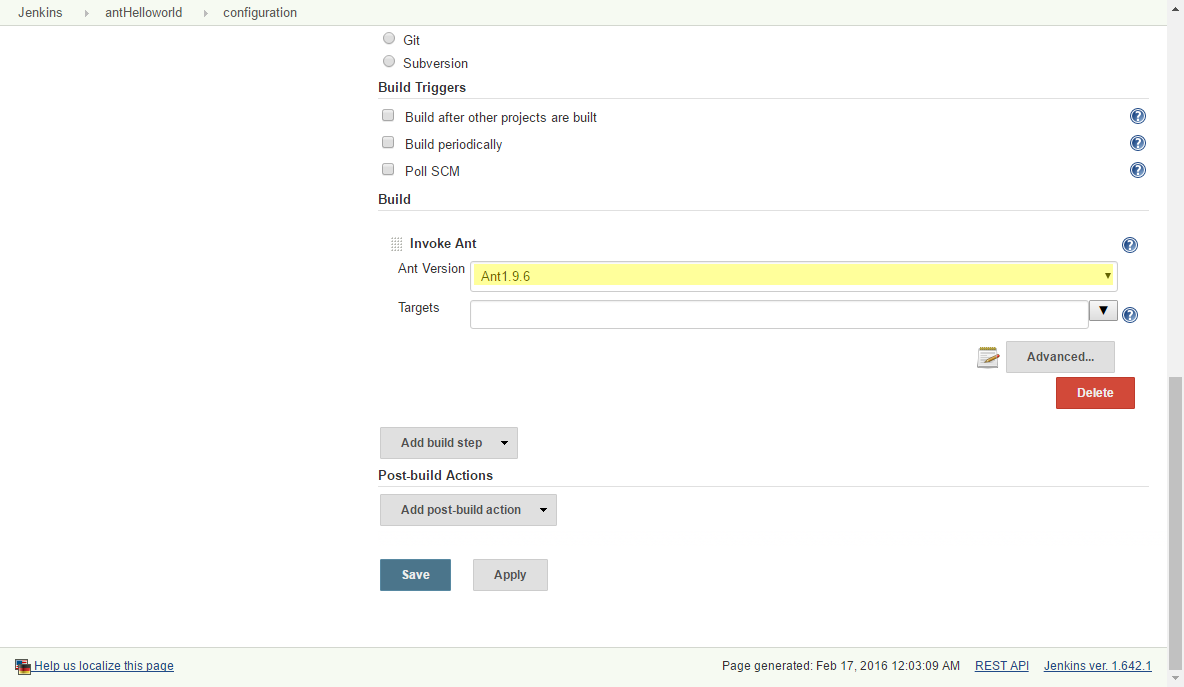 Jenkins antHelloworld configuration
Git
Subversion
Build Triggers
Build after other projects are built ?
Build periodically ?
Poll SCM ?
Build
Invoke Ant ?
Ant Version Ant1.9.6
Targets ?
Advanced...
Delete
Add build step
Post-build Actions
Add post-build action
Save Apply
Help us localize this page Page generated: Feb 17, 2016 12:03:09 AM REST API Jenkins ver. 1.642.1